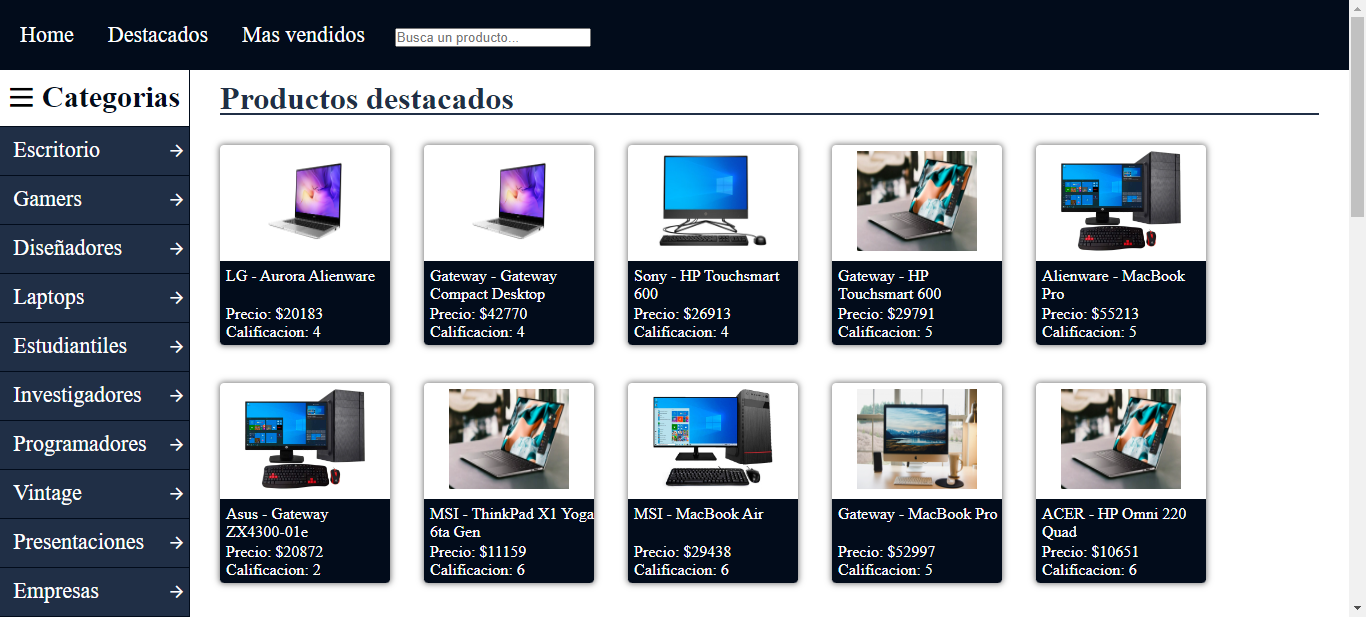 Home Destacados Mas vendidos Busca un producto...
Categorias
Escritorio
Gamers
Diseñadores
Laptops
Estudiantiles
Investigadores
Programadores
Vintage
Presentaciones
Empresas
Productos destacados
LG - Aurora Alienware
Precio: $20183
Calificacion: 4
Gateway - Gateway
Compact Desktop
Precio: $42770
Calificacion: 4
Sony - HP Touchsmart
600
Precio: $26913
Calificacion: 4
Gateway - HP
Touchsmart 600
Precio: $29791
Calificacion: 5
Alienware - MacBook
Pro
Precio: $55213
Calificacion: 5
Asus - Gateway
ZX4300-01e
Precio: $20872
Calificacion: 2
MSI - ThinkPad X1 Yoga
6ta Gen
Precio: $11159
Calificacion: 6
MSI - MacBook Air
Precio: $29438
Calificacion: 6
Gateway - MacBook Pro
Precio: $52997
Calificacion: 5
ACER - HP Omni 220
Quad
Precio: $10651
Calificacion: 6